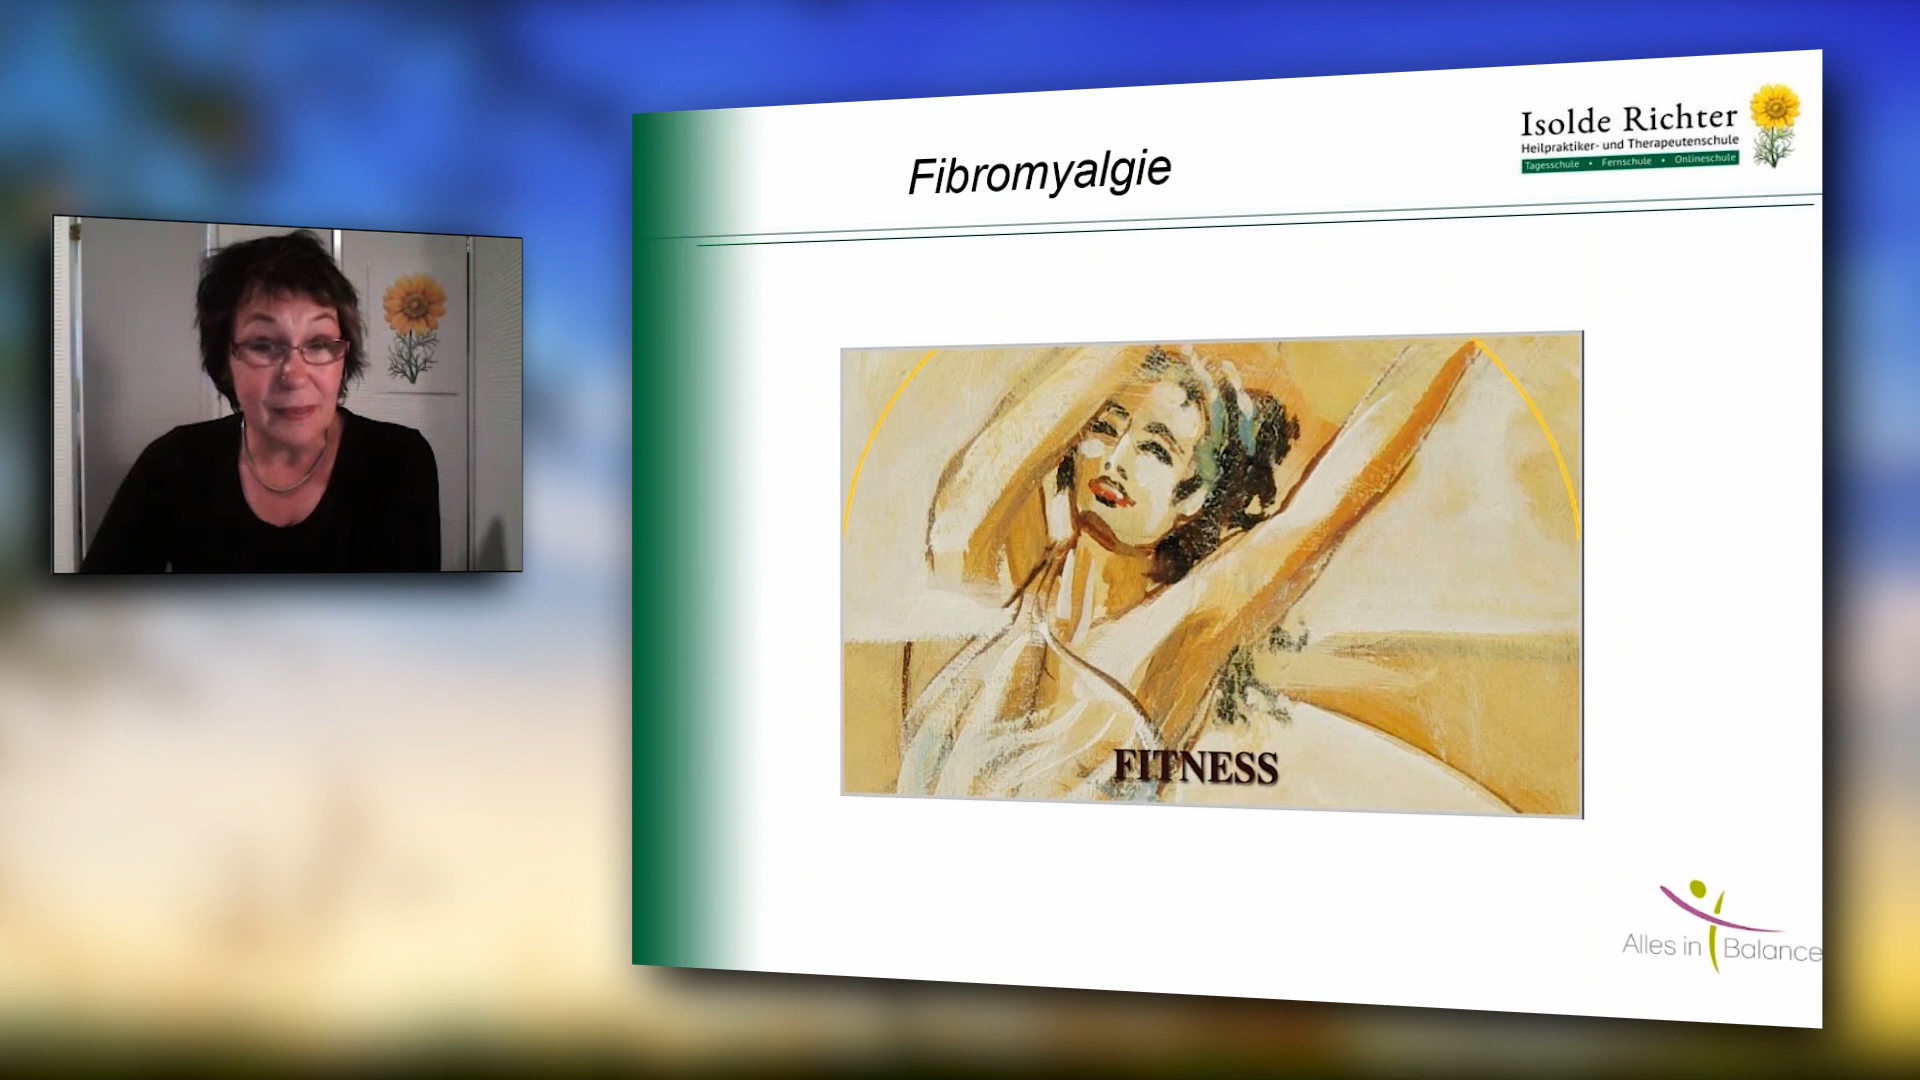 Isolde Richter
Heilpraktiker- und Therapeutenschule
Tagesschule • Fernschule • Onlineschule
Fibromyalgie
FITNESS
Alles in Balance